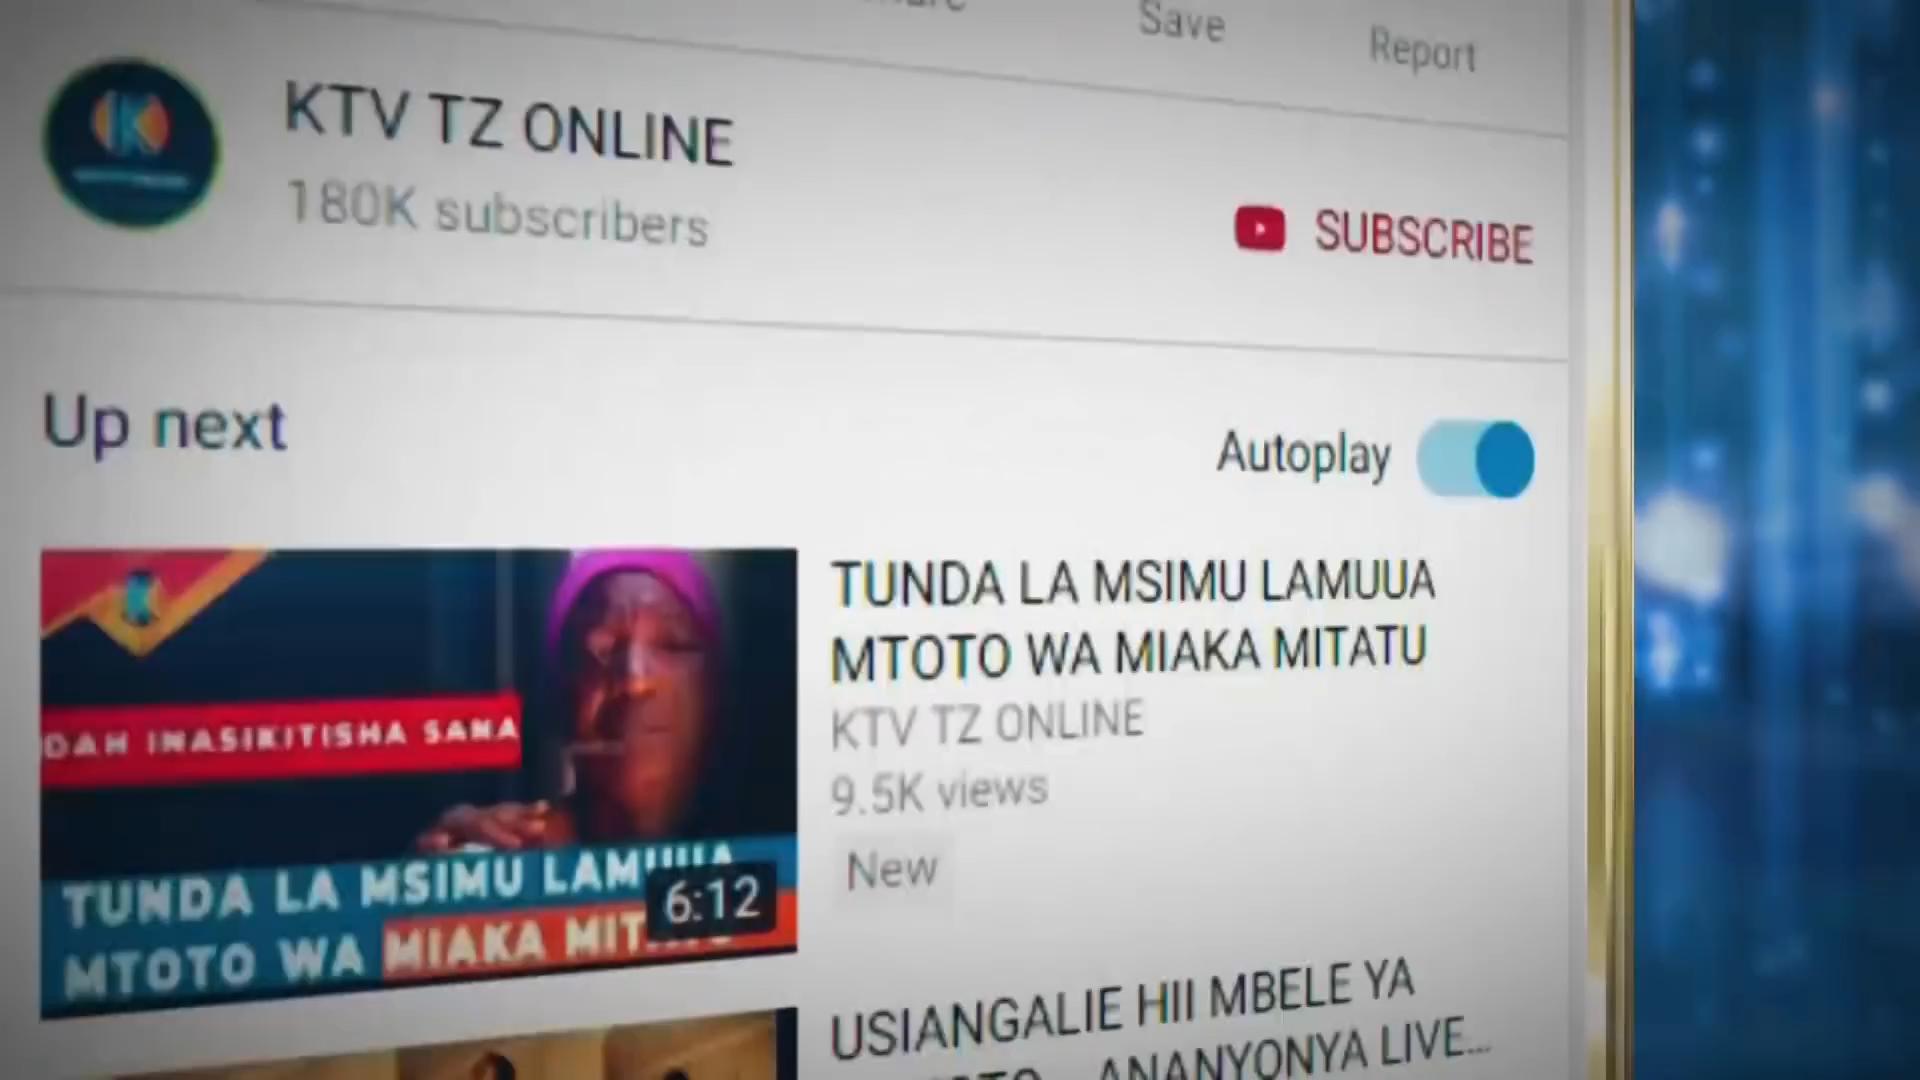 Save
Report
KTV TZ ONLINE
180K subscribers
SUBSCRIBE
Up next
Autoplay
TUNDA LA MSIMU LAMUUA
MTOTO WA MIAKA MITATU
KTV TZ ONLINE
9.5K views
New
INASIKITISHA SANA
TUNDA LA MSIMU LAMUUA
MTOTO WA MIAKA
6:12
USIANGALIE HII MBELE YA
ANANYONYA LIVE...